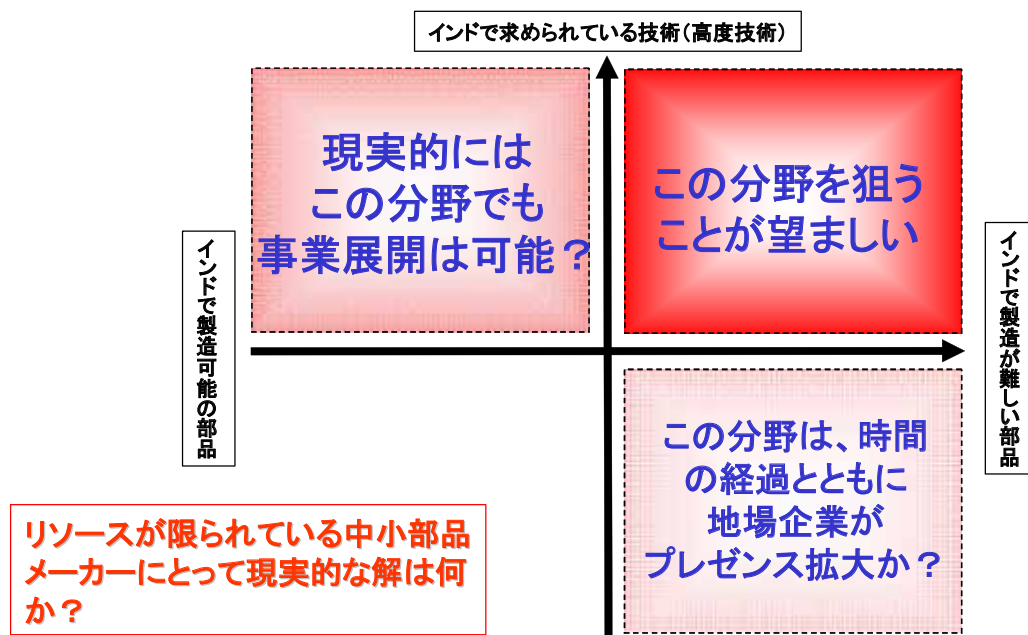 インドで求められている技術(高度技術)
現実的には
この分野でも
事業展開は可能？
この分野を狙う
ことが望ましい
インドで製造可能の部品
インドで製造が難しい部品
この分野は、時間
の経過とともに
地場企業が
プレゼンス拡大か？
リソースが限られている中小部品
メーカーにとって現実的な解は何
か？